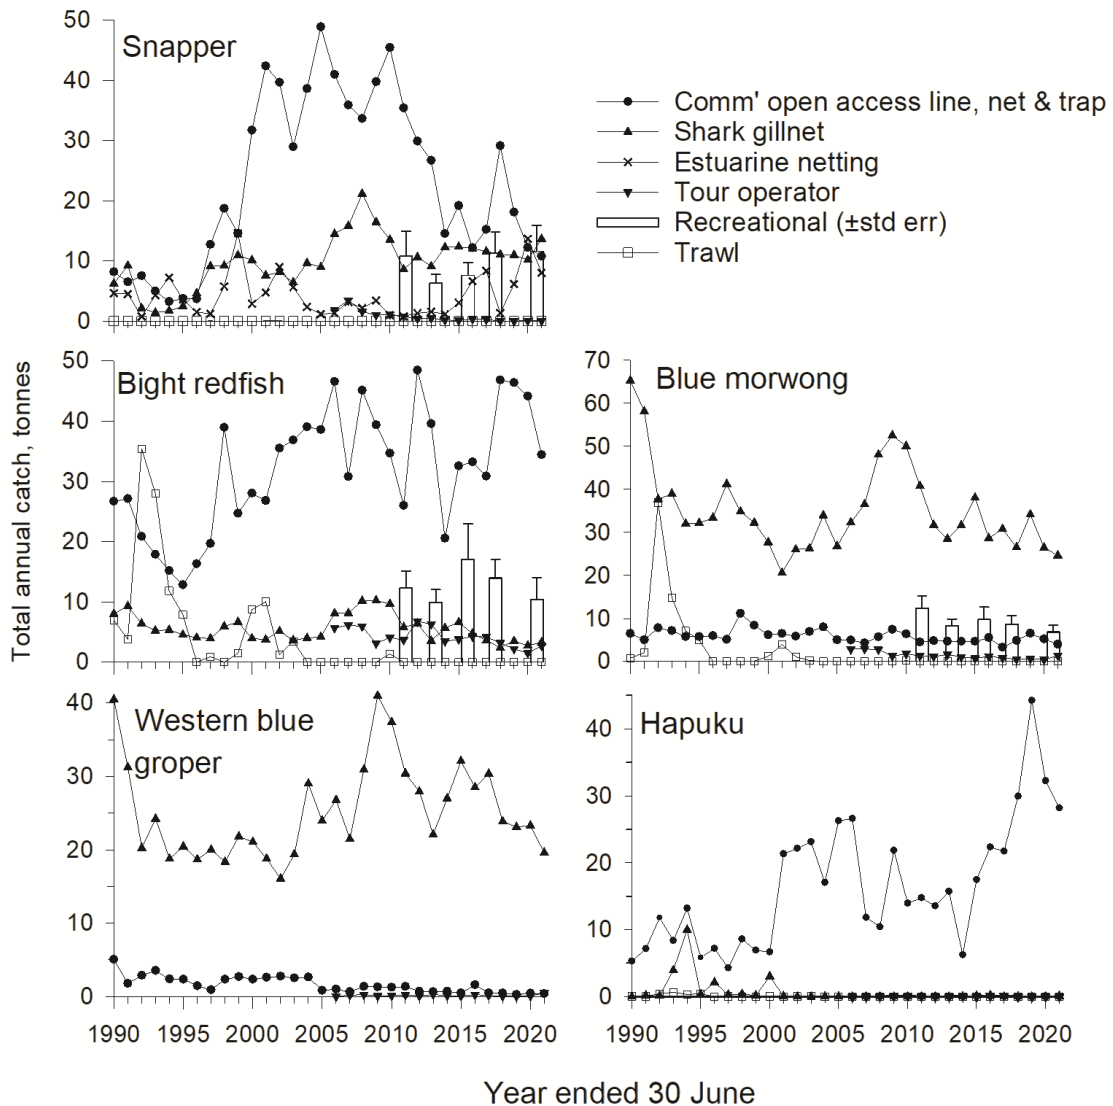 50
Snapper
40
30
20
10
0
Comm' open access line, net & trap
Shark gillnet
Estuarine netting
Tour operator
Recreational (±std err)
Trawl
Total annual catch, tonnes
50
Bight redfish
40
30
20
10
0
70
Blue morwong
60
50
40
30
20
10
0
40
Western blue
groper
30
20
10
0
1990 1995 2000 2005 2010 2015 2020
Hapuku
40
30
20
10
0
1990 1995 2000 2005 2010 2015 2020
Year ended 30 June